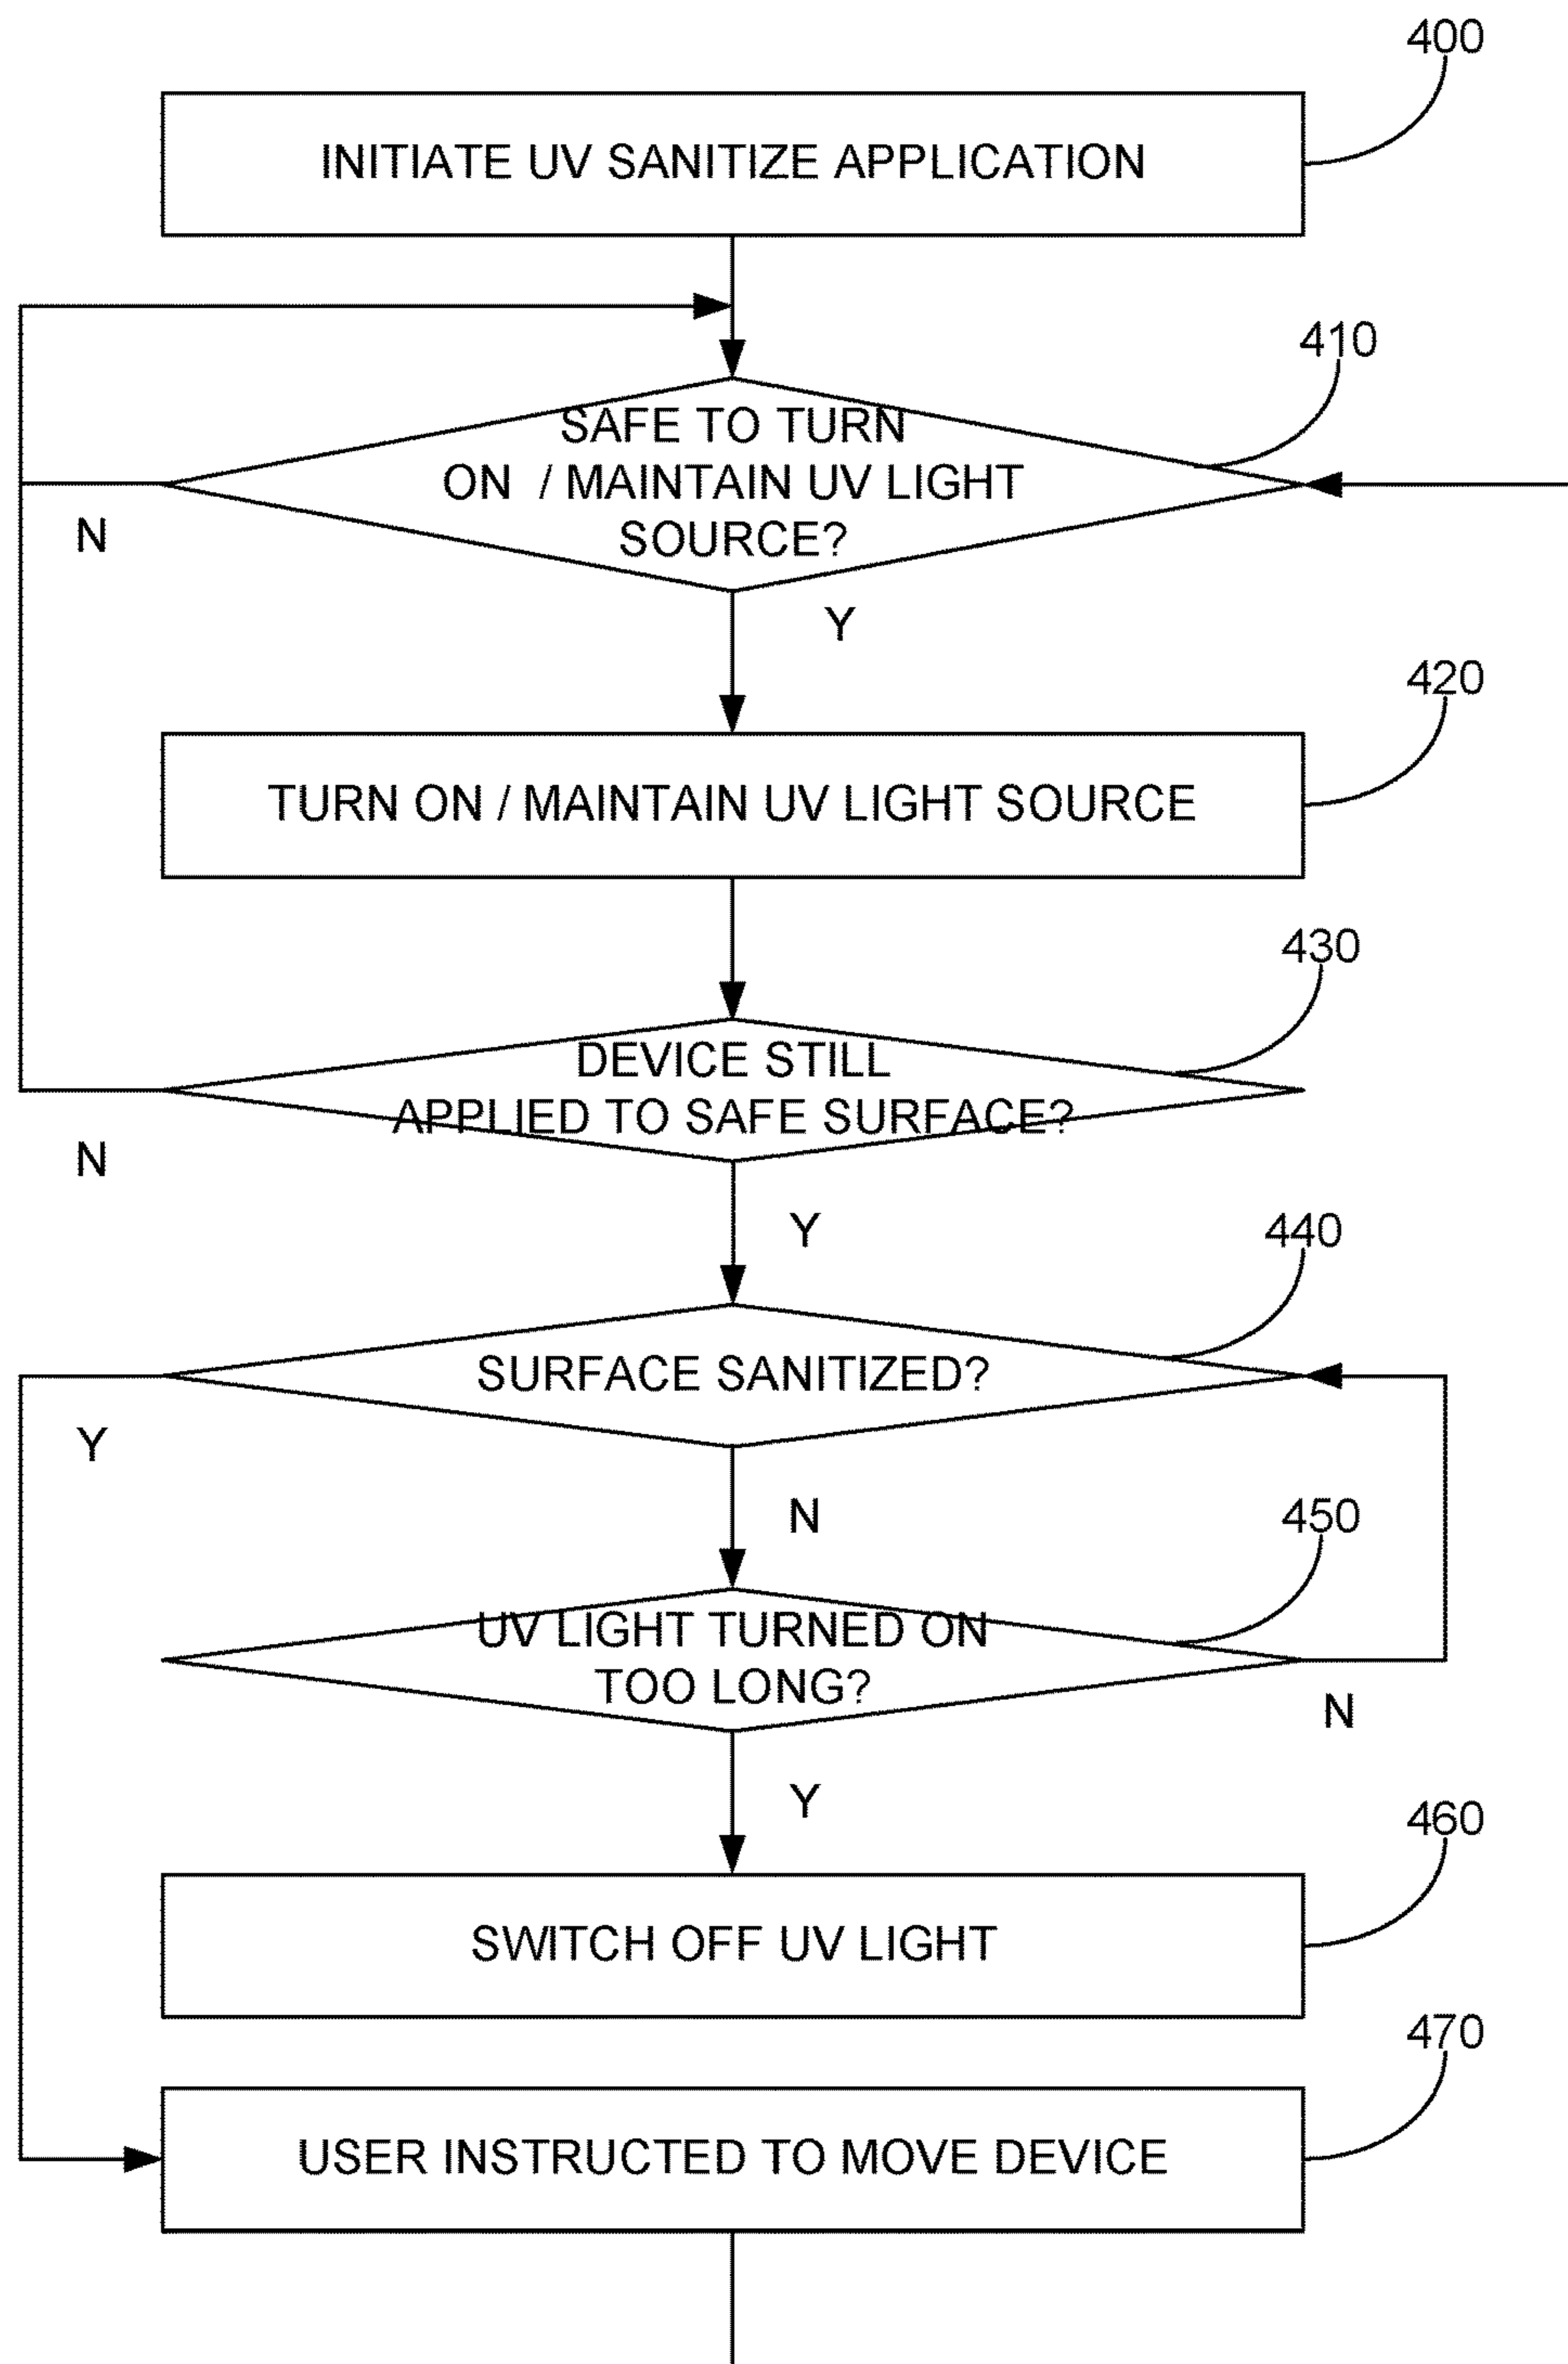 400
INITIATE UV SANITIZE APPLICATION
410
SAFE TO TURN
ON / MAINTAIN UV LIGHT
SOURCE?
N
Y
420
TURN ON / MAINTAIN UV LIGHT SOURCE
430
DEVICE STILL
APPLIED TO SAFE SURFACE?
N
Y
440
SURFACE SANITIZED?
Y
N
450
UV LIGHT TURNED ON
TOO LONG?
N
Y
460
SWITCH OFF UV LIGHT
470
USER INSTRUCTED TO MOVE DEVICE